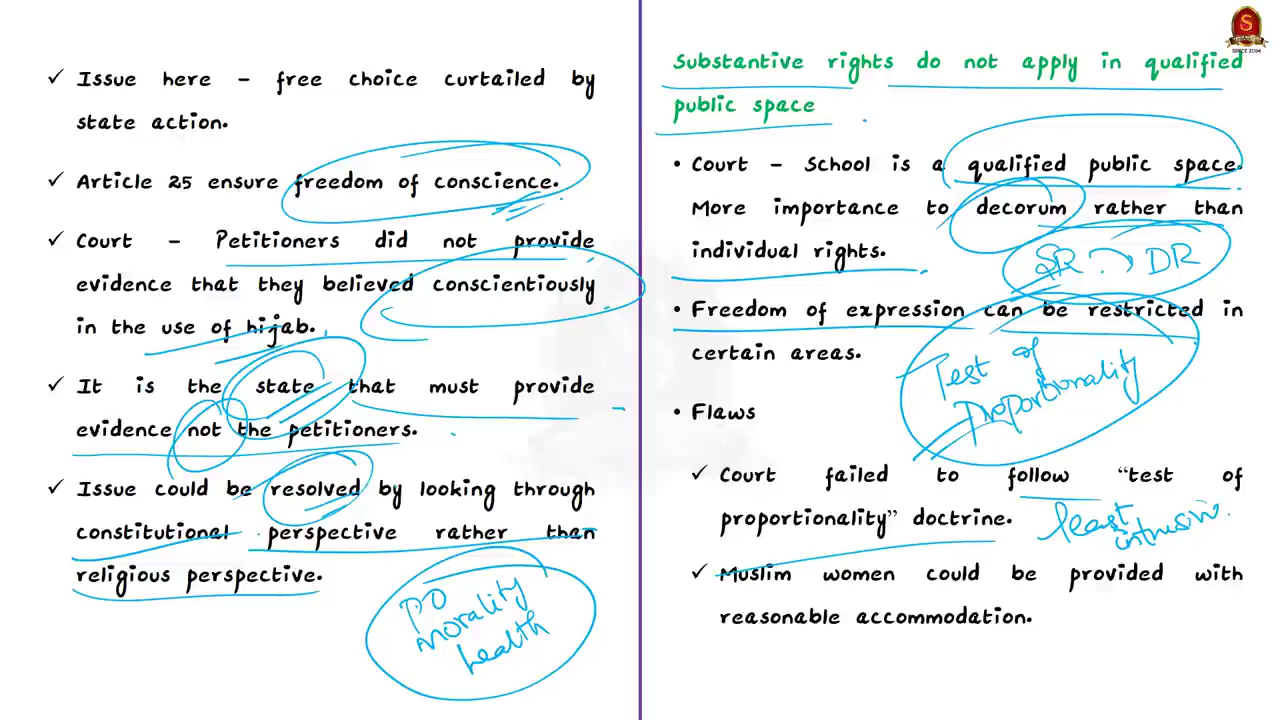 ✓ Issue here – free choice curtailed by
state action.
✓ Article 25 ensure freedom of conscience.
✓ Court – Petitioners did not provide
evidence that they believed conscientiously
in the use of hijab.
✓ It is the state that must provide
evidence not the petitioners.
✓ Issue could be resolved by looking through
constitutional perspective rather than
religious perspective.
P.O
morality
health
Substantive rights do not apply in qualified
public space
• Court – School is a qualified public space.
More importance to decorum rather than
individual rights.
SR → DR
• Freedom of expression can be restricted in
certain areas.
Test of
Proportionality
• Flaws
✓ Court failed to follow “test of
proportionality” doctrine.
least
✓ Muslim women could be provided with
reasonable accommodation.
S
SINCE 2004